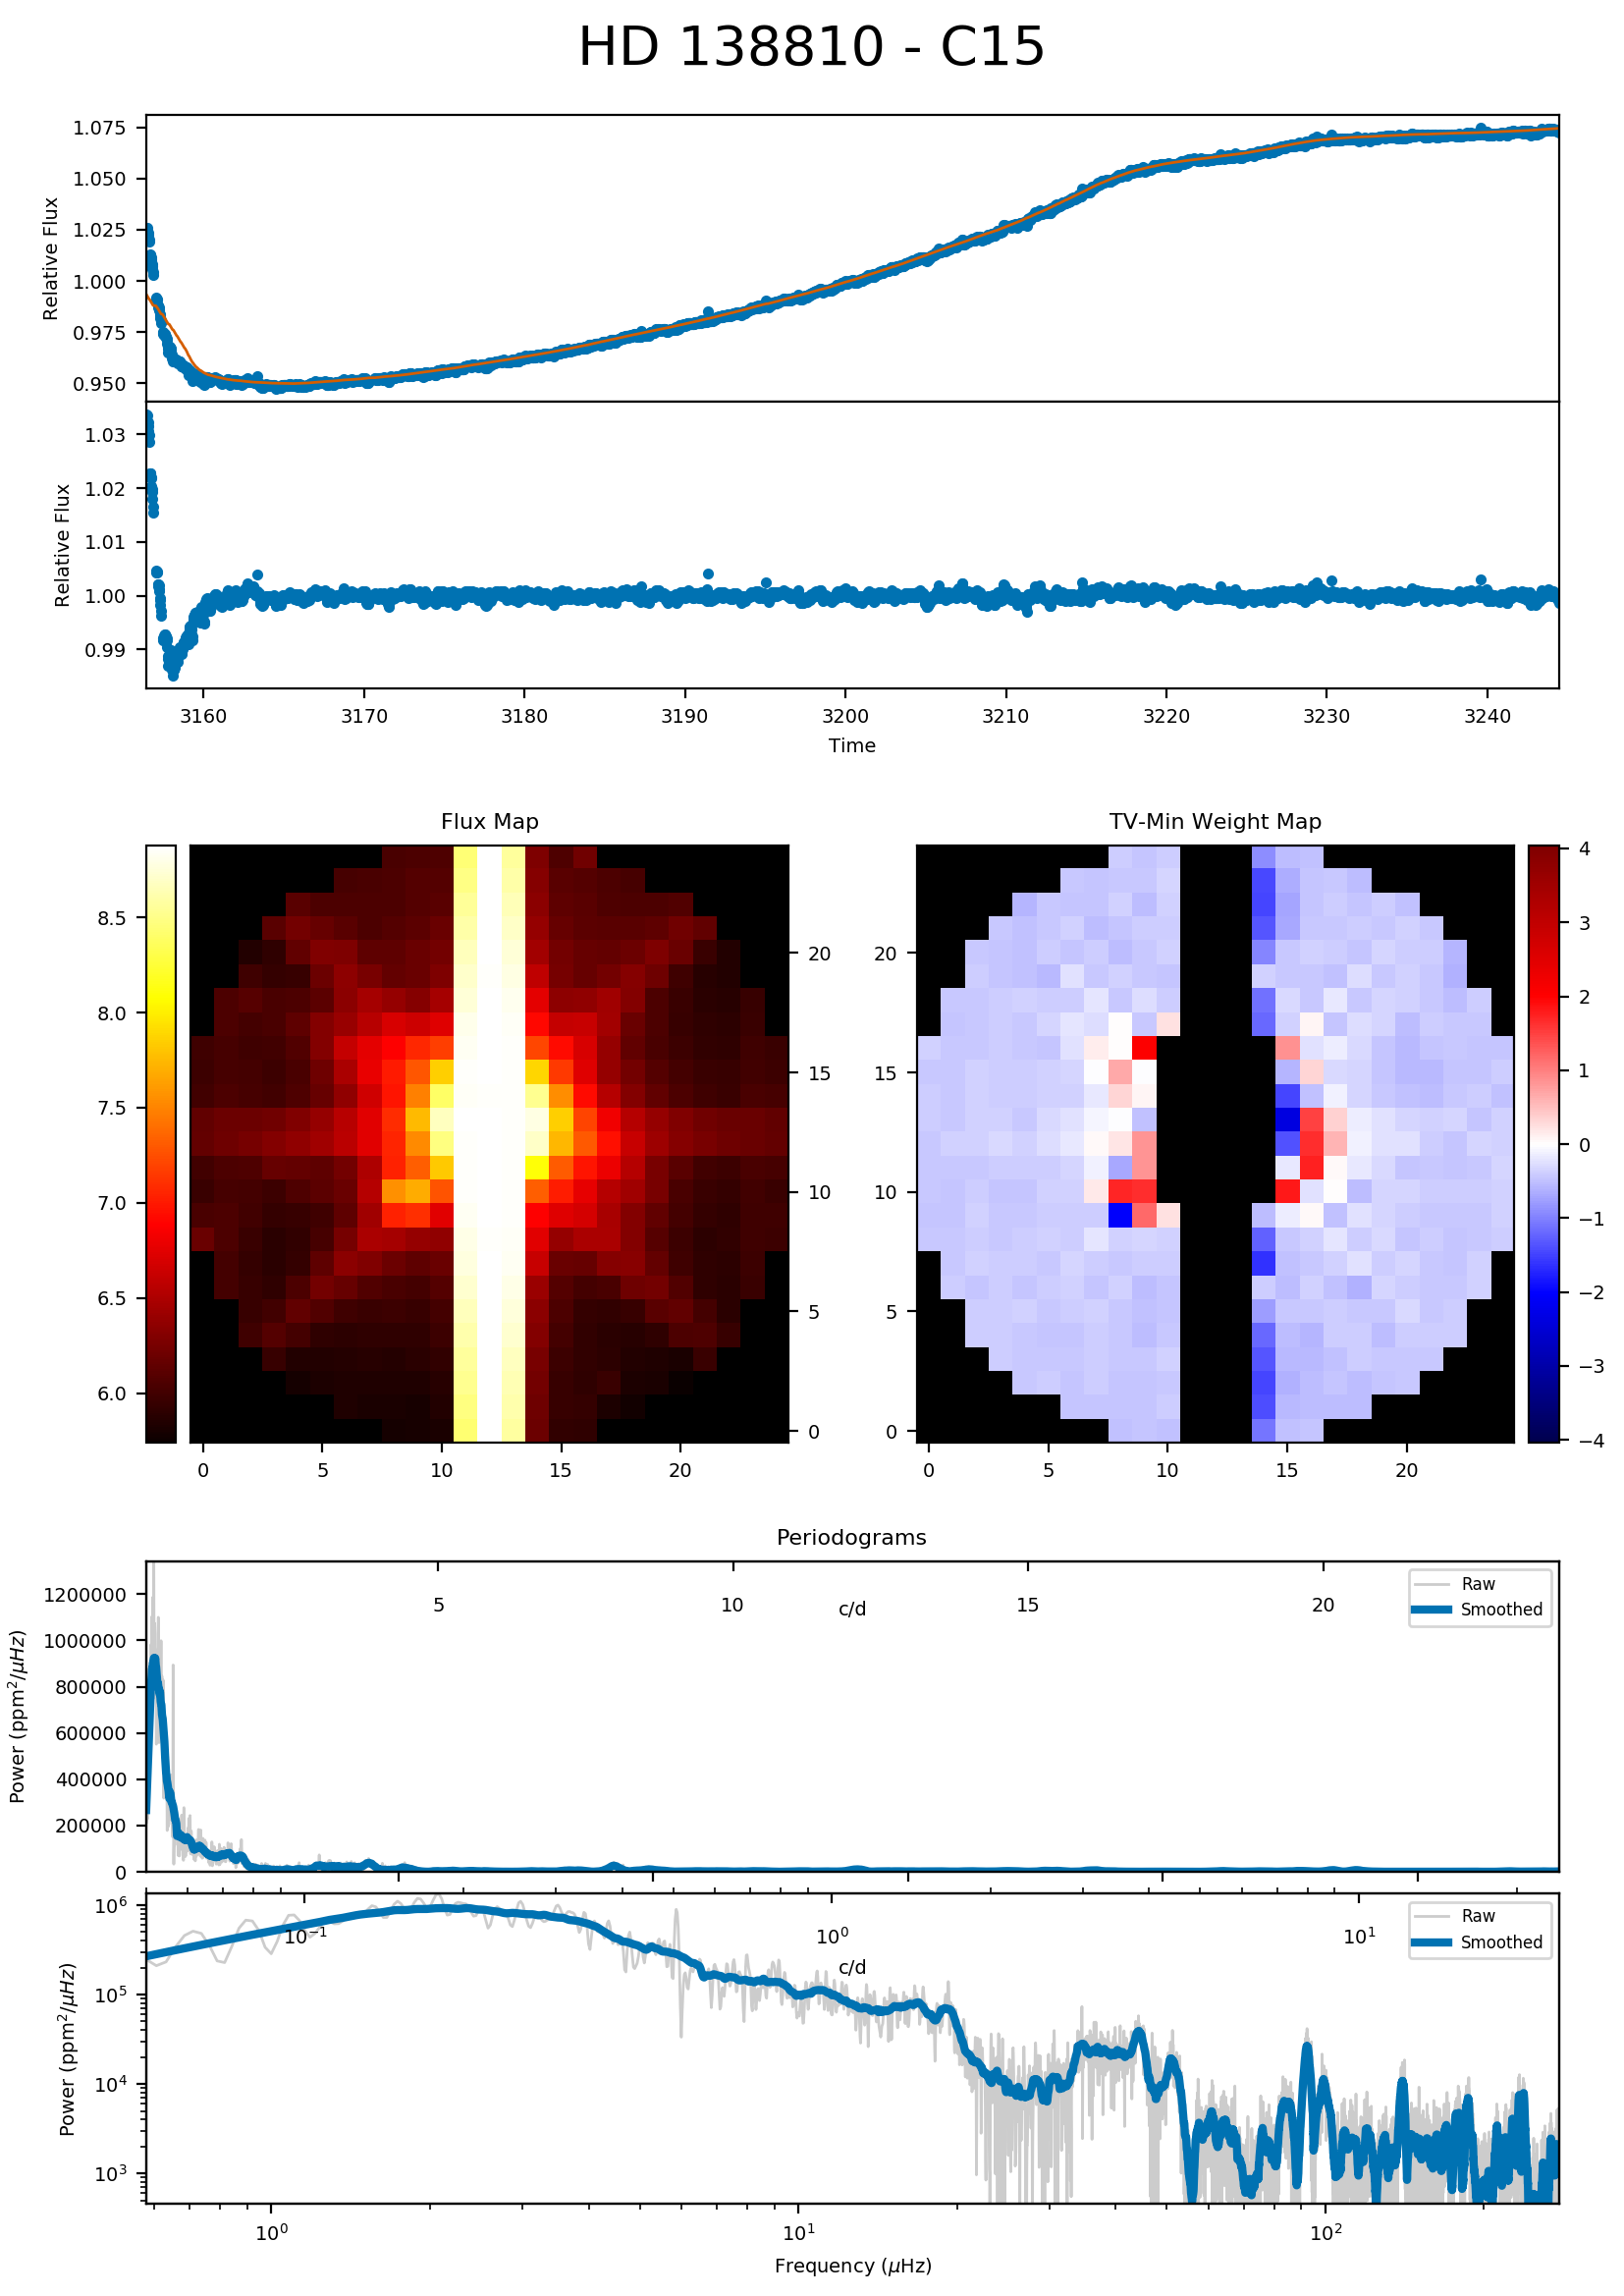 HD 138810 - C15
1.075
1.050
1.025
1.000
0.975
0.950
Relative Flux
1.03
1.02
1.01
1.00
0.99
Relative Flux
3160 3170 3180 3190 3200 3210 3220 3230 3240
Time
Flux Map
8.5
8.0
7.5
7.0
6.5
6.0
20
15
10
5
0
0 5 10 15 20
TV-Min Weight Map
20
15
10
5
0
0 5 10 15 20
4
3
2
1
0
−1
−2
−3
−4
Periodograms
1200000
1000000
800000
600000
400000
200000
0
Power (ppm²/μHz)
5 10 15 20
c/d
Raw
Smoothed
10⁶
10⁵
10⁴
10³
Power (ppm²/μHz)
10⁻¹ 10⁰ 10¹
c/d
Raw
Smoothed
10⁰ 10¹ 10²
Frequency (μHz)